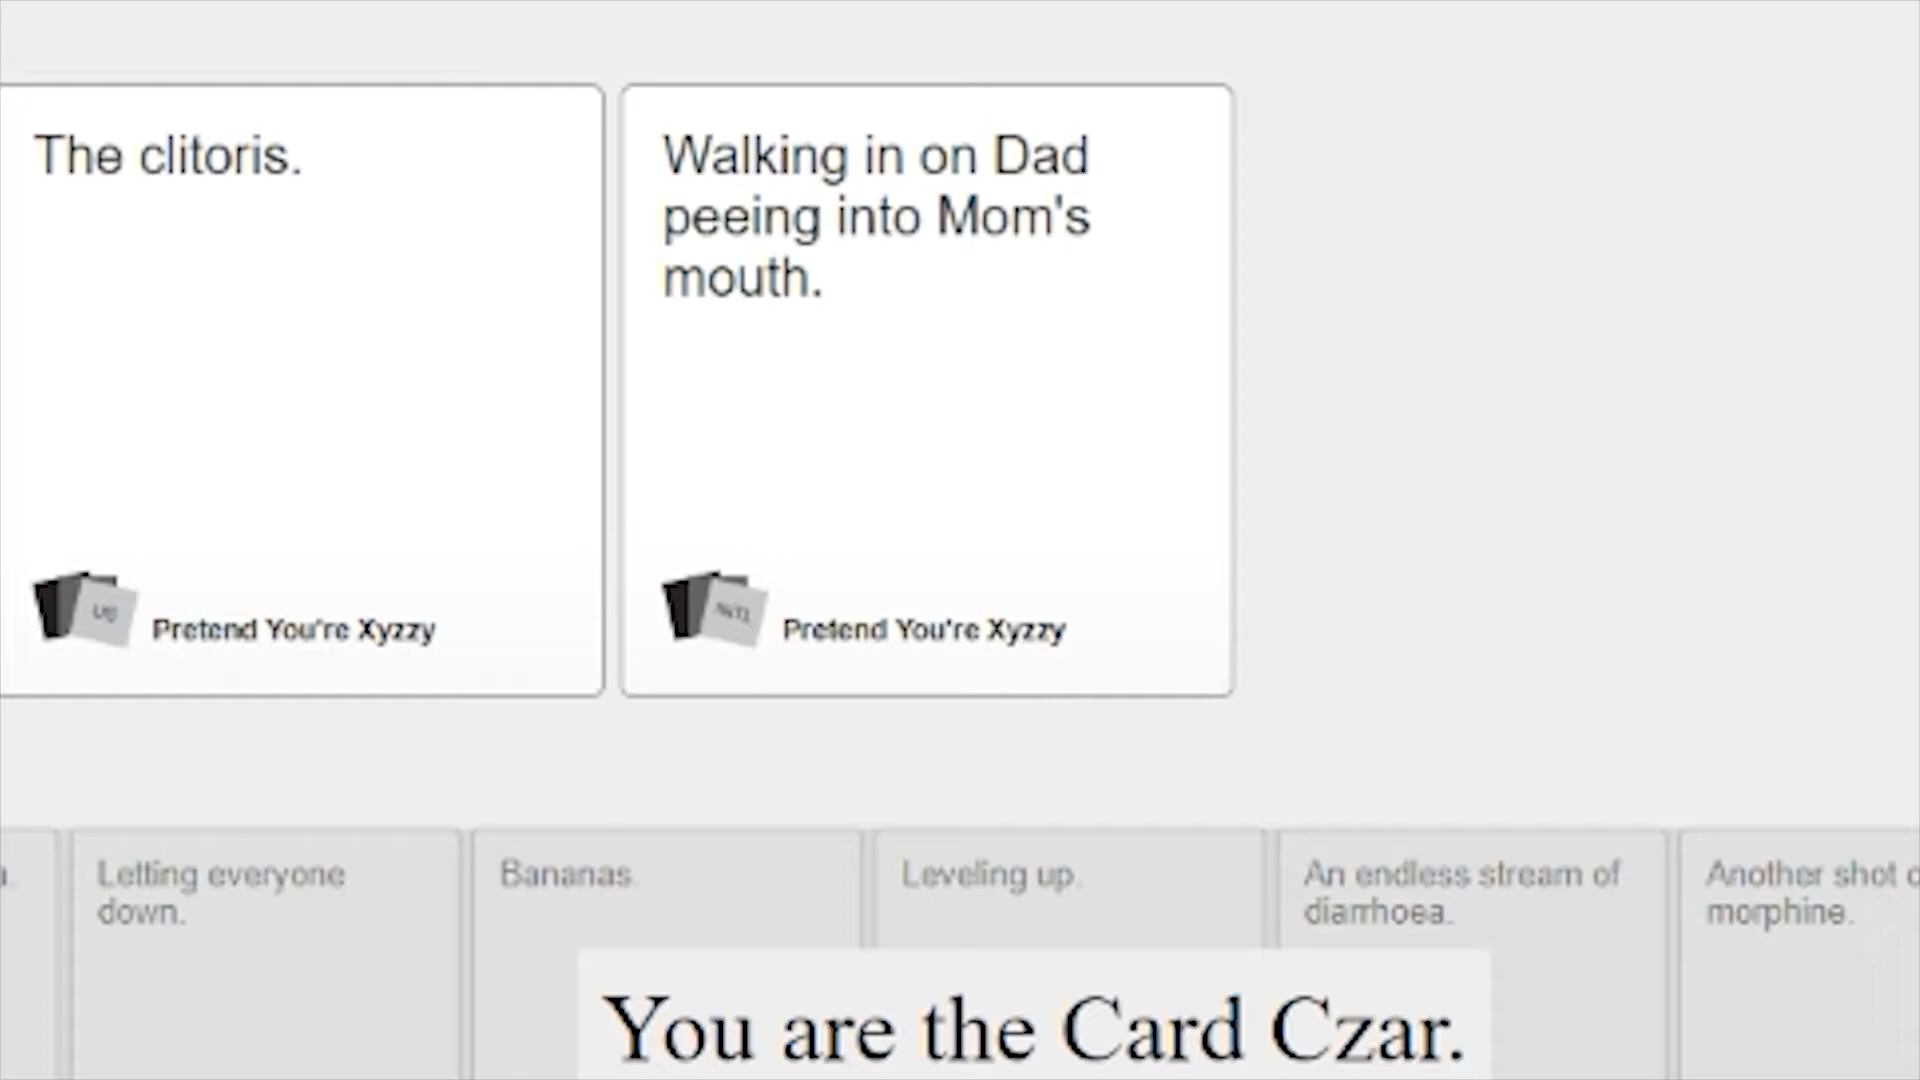 The clitoris.
Walking in on Dad
peeing into Mom's
mouth.
US
Pretend You're Xyzzy
Pretend You're Xyzzy
Letting everyone
down.
Bananas.
Leveling up.
An endless stream of
diarrhoea.
Another shot
morphine.
You are the Card Czar.